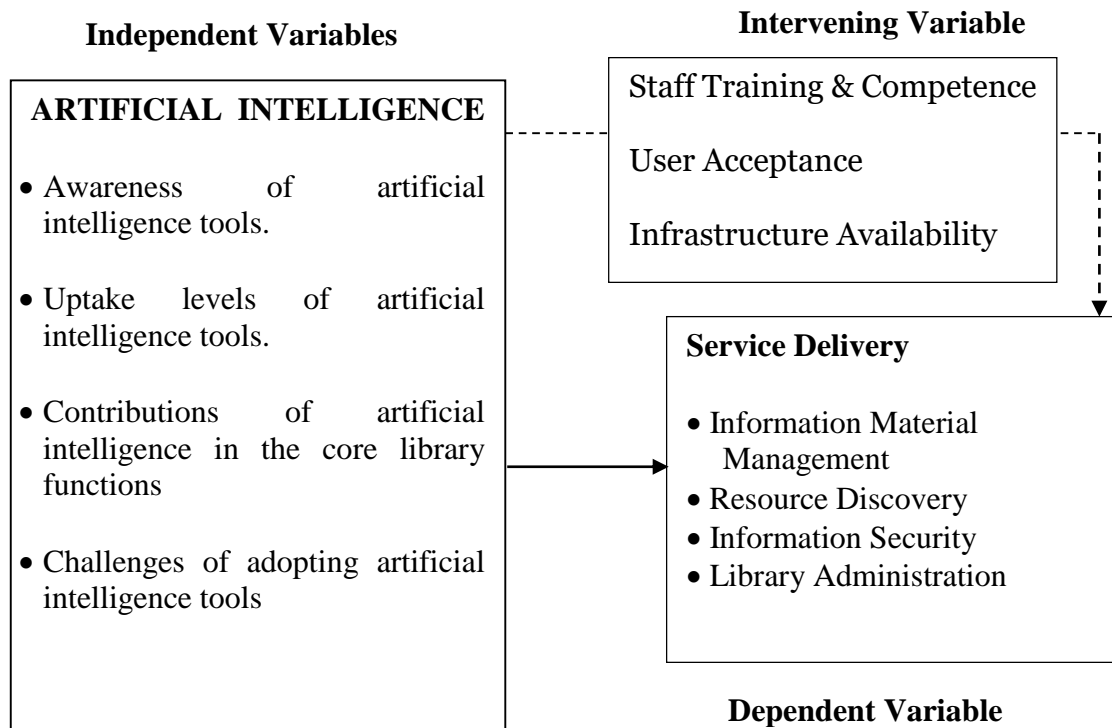 Independent Variables
ARTIFICIAL INTELLIGENCE
• Awareness of artificial
intelligence tools.
• Uptake levels of artificial
intelligence tools.
• Contributions of artificial
intelligence in the core library
functions
• Challenges of adopting artificial
intelligence tools
Intervening Variable
Staff Training & Competence
User Acceptance
Infrastructure Availability
Service Delivery
• Information Material
Management
• Resource Discovery
• Information Security
• Library Administration
Dependent Variable